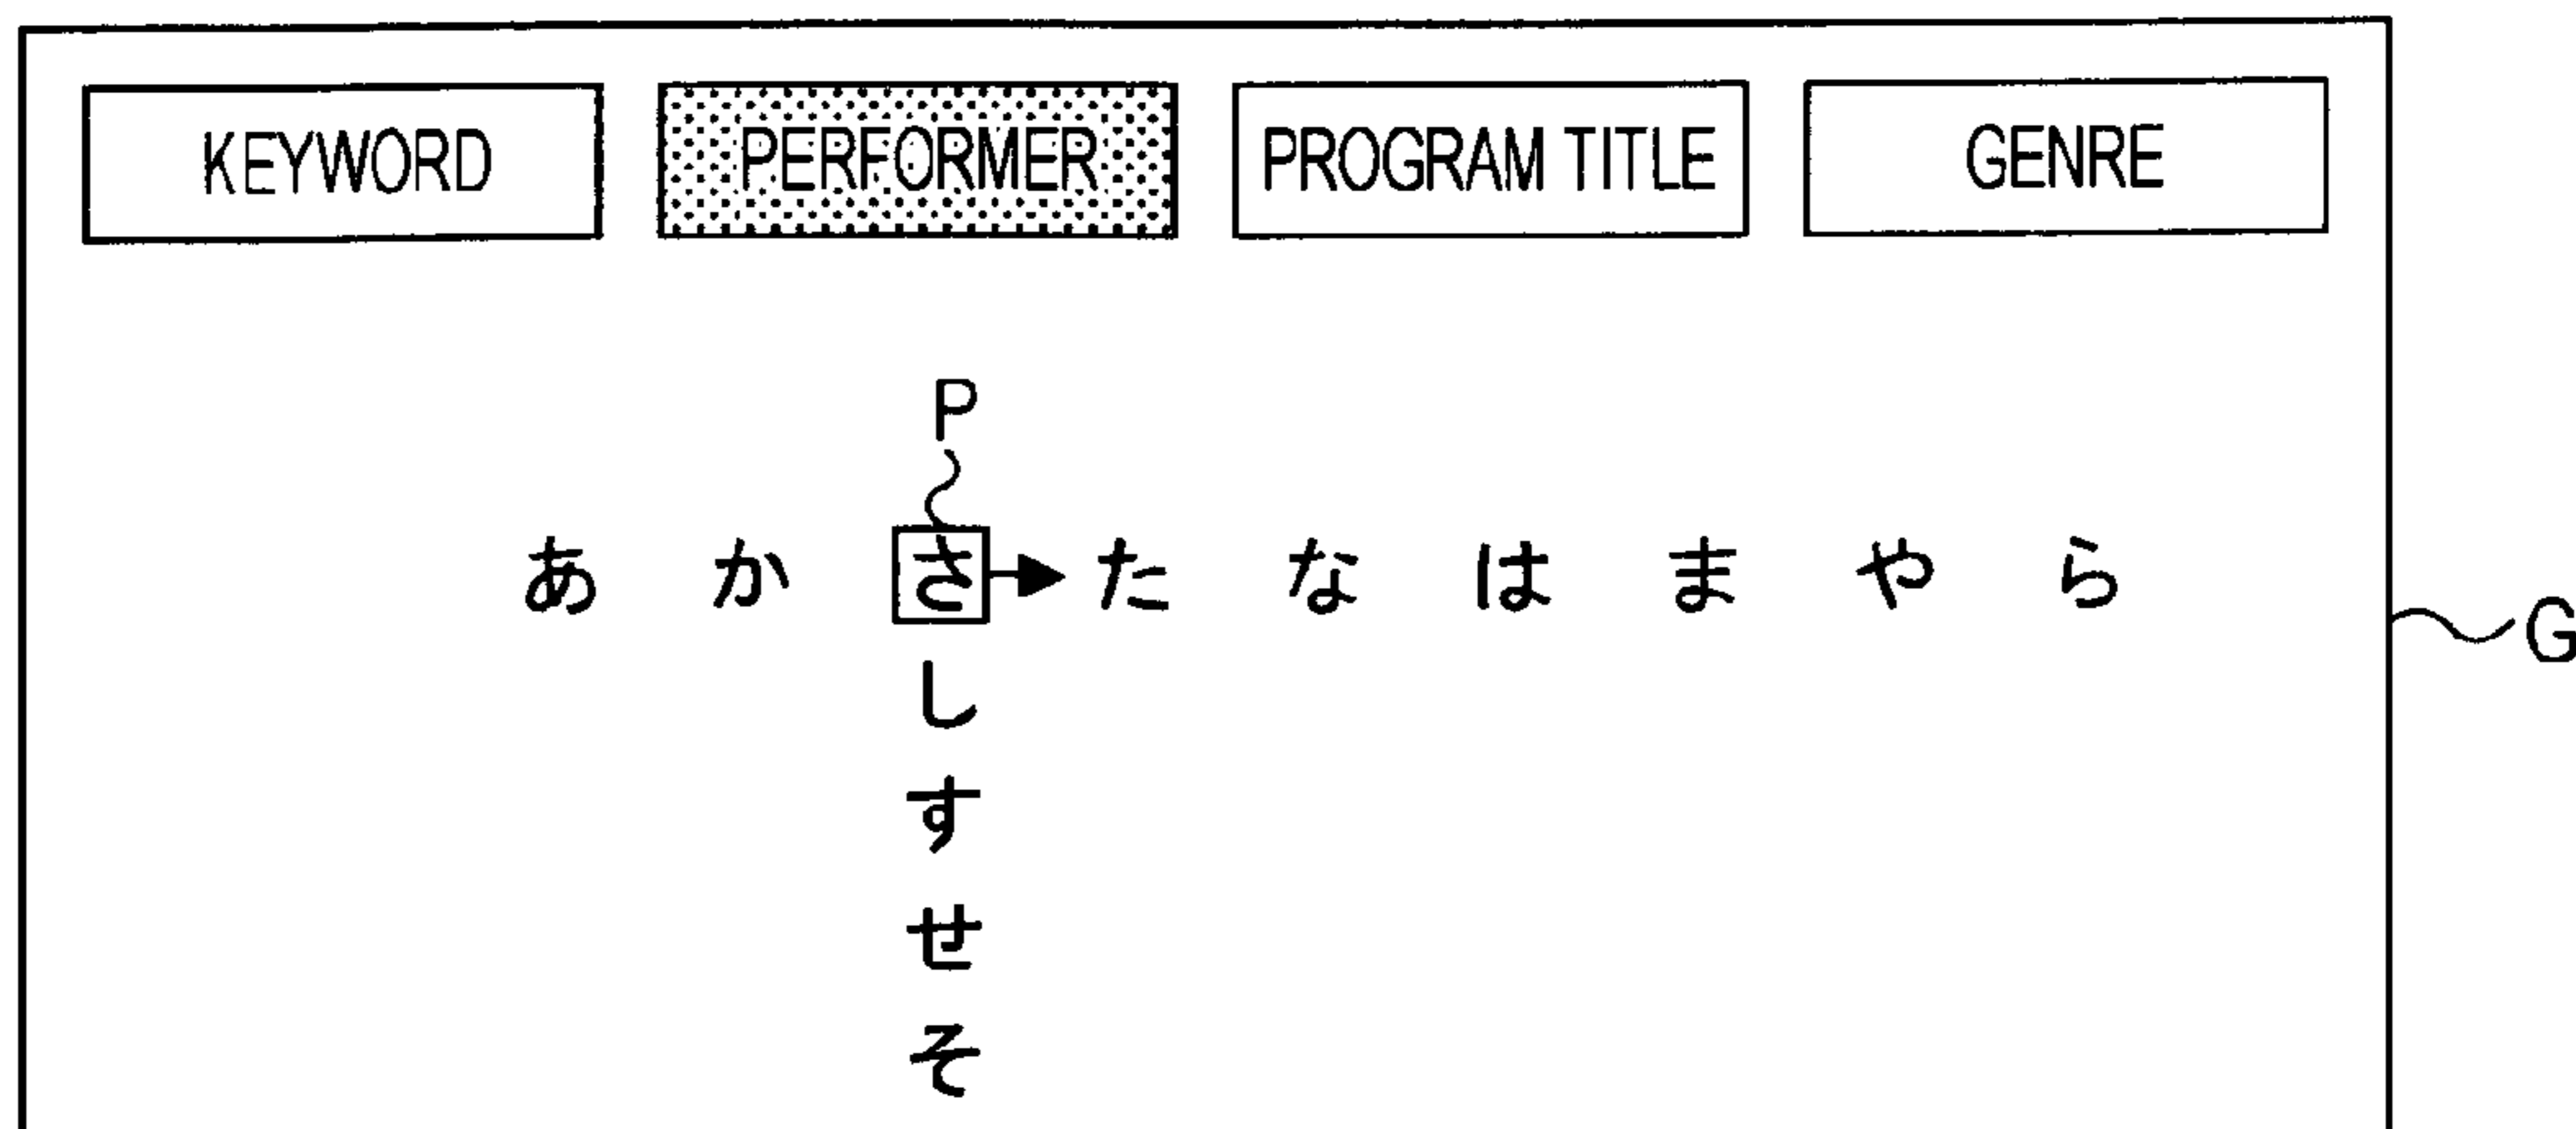 KEYWORD PERFORMER PROGRAM TITLE GENRE
P
あ か さ た な は ま や ら
G
し
す
せ
そ